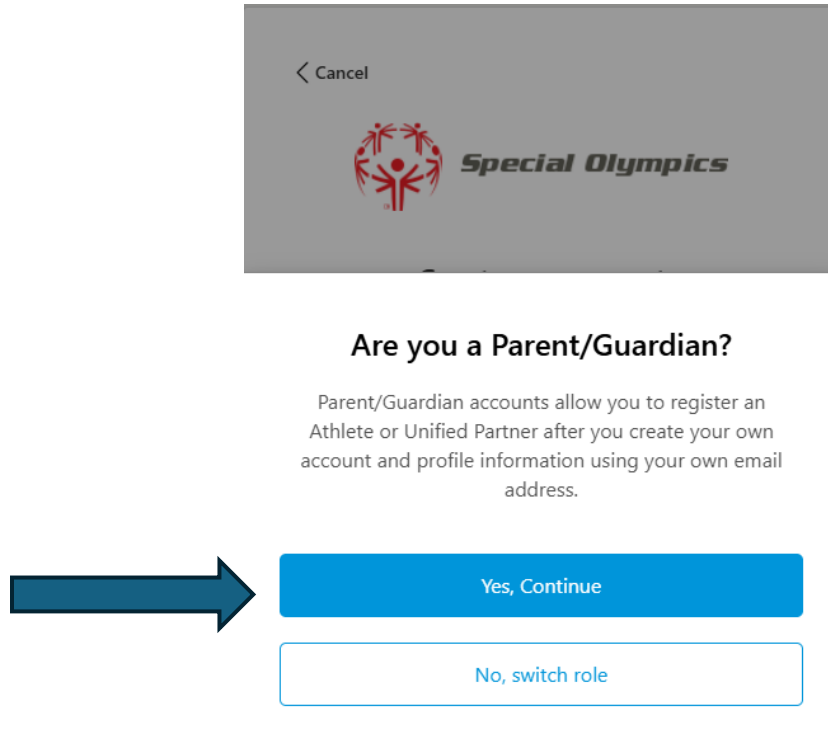 Cancel
Special Olympics
Are you a Parent/Guardian?
Parent/Guardian accounts allow you to register an
Athlete or Unified Partner after you create your own
account and profile information using your own email
address.
Yes, Continue
No, switch role